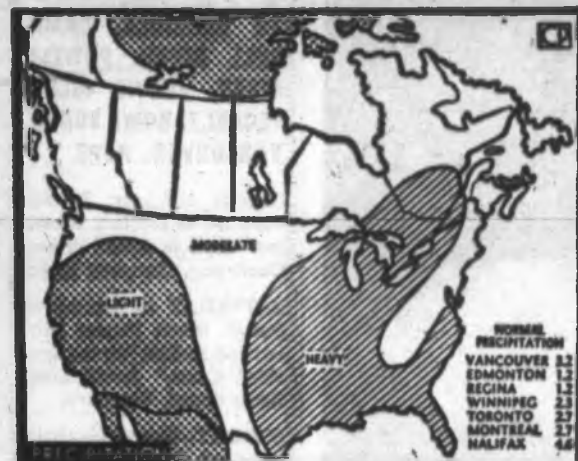 CP
MODERATE
LIGHT
HEAVY
NORMAL
PRECIPITATION
VANCOUVER 3.2
EDMONTON 1.2
REGINA 1.2
WINNIPEG 2.3
TORONTO 2.7
MONTREAL 2.7
HALIFAX 4.6
PRECIPITATION